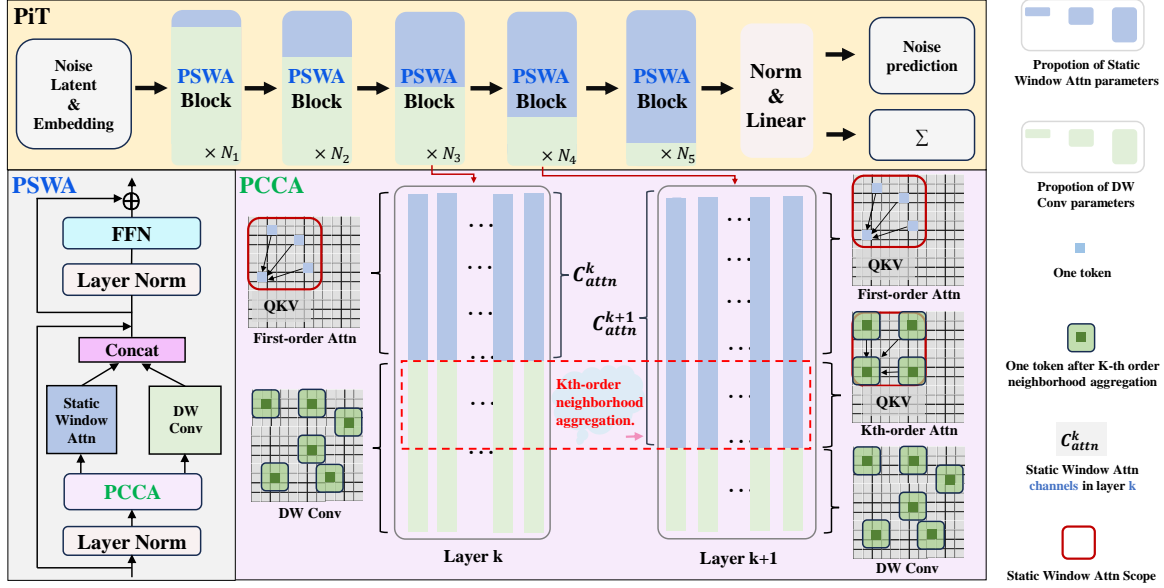 PiT
Noise
Latent
&
Embedding
PSWA
Block
× N₁
PSWA
Block
× N₂
PSWA
Block
× N₃
PSWA
Block
× N₄
PSWA
Block
× N₅
Norm
&
Linear
Noise
prediction
Σ
PSWA
FFN
Layer Norm
Concat
Static
Window
Attn
DW
Conv
PCCA
Layer Norm
PCCA
QKV
First-order Attn
DW Conv
...
...
...
...
...
C^k_attn
Layer k
Kth-order
neighborhood
aggregation.
C^{k+1}_attn
...
...
...
...
...
Layer k+1
QKV
First-order Attn
QKV
Kth-order Attn
DW Conv
Propotion of Static
Window Attn parameters
Propotion of DW
Conv parameters
One token
One token after K-th order
neighborhood aggregation
C^k_attn
Static Window Attn
channels in layer k
Static Window Attn Scope